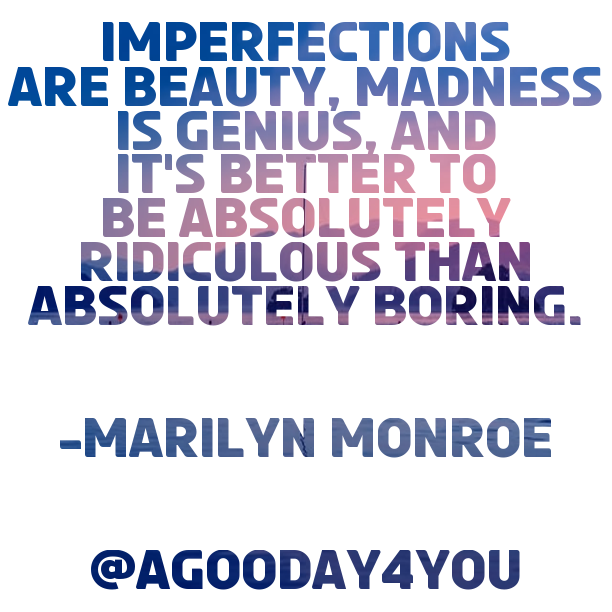 IMPERFECTIONS
ARE BEAUTY, MADNESS
IS GENIUS, AND
IT'S BETTER TO
BE ABSOLUTELY
RIDICULOUS THAN
ABSOLUTELY BORING.
-MARILYN MONROE
@AGOODAY4YOU